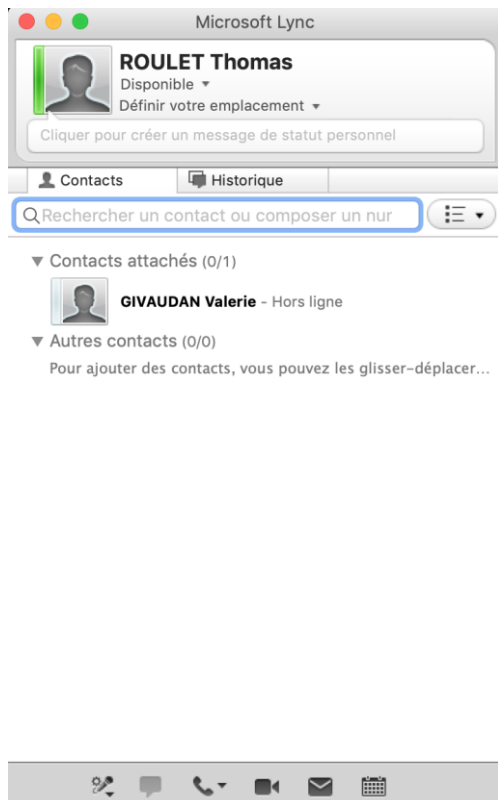 Microsoft Lync
ROULET Thomas
Disponible
Définir votre emplacement
Cliquer pour créer un message de statut personnel
Contacts Historique
Rechercher un contact ou composer un nur
Contacts attachés (0/1)
GIVAUDAN Valerie - Hors ligne
Autres contacts (0/0)
Pour ajouter des contacts, vous pouvez les glisser-déplacer...